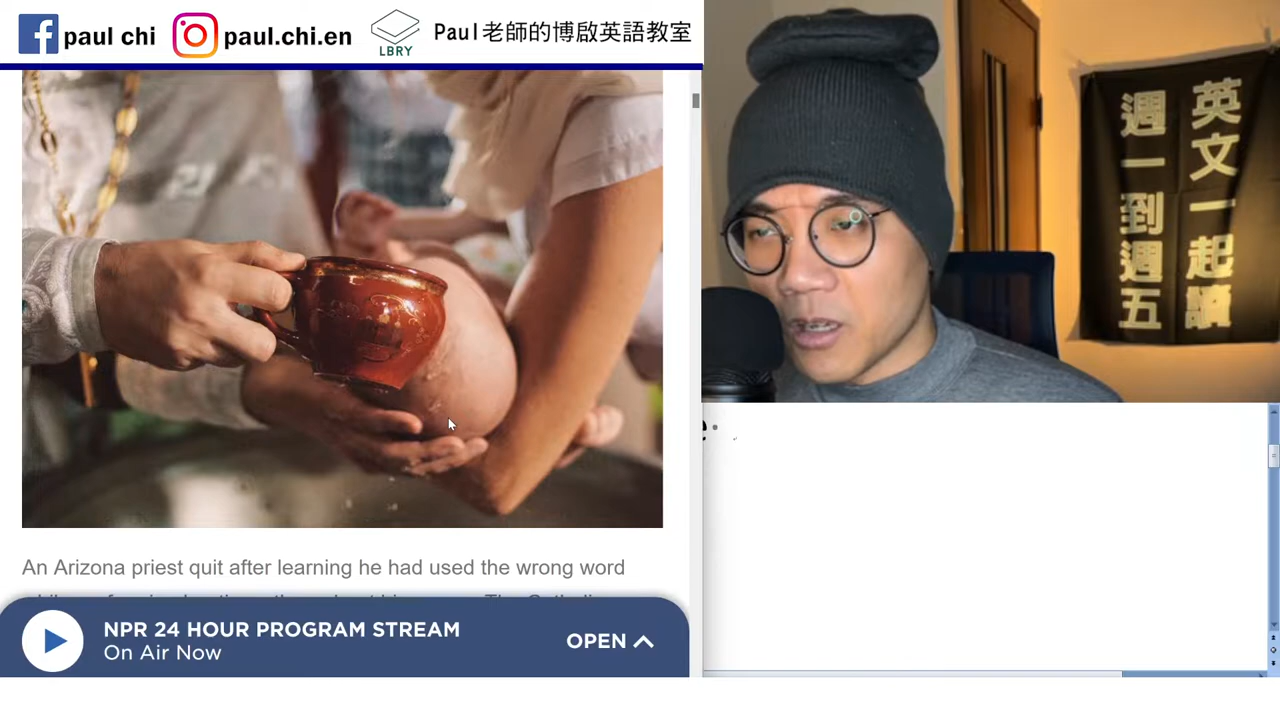 paul chi
paul.chi.en
LBRY
Paul老師的博啟英語教室
英文一起讀
週一到週五
An Arizona priest quit after learning he had used the wrong word
NPR 24 HOUR PROGRAM STREAM
On Air Now
OPEN